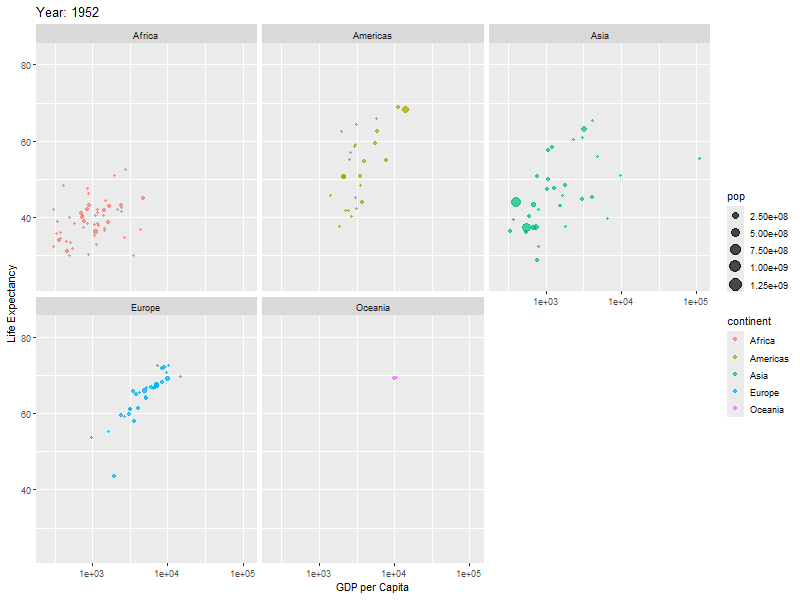 Year: 1952
Africa
Americas
Asia
80
60
40
1e+03
1e+04
1e+05
Europe
Oceania
80
60
40
1e+03
1e+04
1e+05
1e+03
1e+04
1e+05
GDP per Capita
Life Expectancy
pop
2.50e+08
5.00e+08
7.50e+08
1.00e+09
1.25e+09
continent
Africa
Americas
Asia
Europe
Oceania